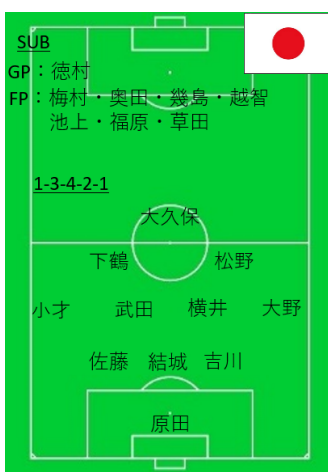 SUB
GP：徳村
FP：梅村・奥田・幾島・越智
池上・福原・草田
1-3-4-2-1
大久保
下鶴 松野
小才 武田 横井 大野
佐藤 結城 吉川
原田